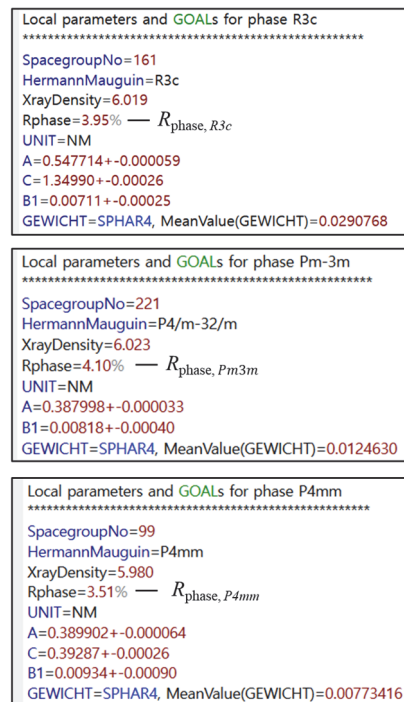 Local parameters and GOALs for phase R3c
****************************************************
SpacegroupNo=161
HermannMauguin=R3c
XrayDensity=6.019
Rphase=3.95% — Rphase, R3c
UNIT=NM
A=0.547714+-0.000059
C=1.34990+-0.00026
B1=0.00711+-0.00025
GEWICHT=SPHAR4, MeanValue(GEWICHT)=0.0290768
Local parameters and GOALs for phase Pm-3m
****************************************************
SpacegroupNo=221
HermannMauguin=P4/m-32/m
XrayDensity=6.023
Rphase=4.10% — Rphase, Pm3m
UNIT=NM
A=0.387998+-0.000033
B1=0.00818+-0.00040
GEWICHT=SPHAR4, MeanValue(GEWICHT)=0.0124630
Local parameters and GOALs for phase P4mm
****************************************************
SpacegroupNo=99
HermannMauguin=P4mm
XrayDensity=5.980
Rphase=3.51% — Rphase, P4mm
UNIT=NM
A=0.389902+-0.000064
C=0.39287+-0.00026
B1=0.00934+-0.00090
GEWICHT=SPHAR4, MeanValue(GEWICHT)=0.00773416